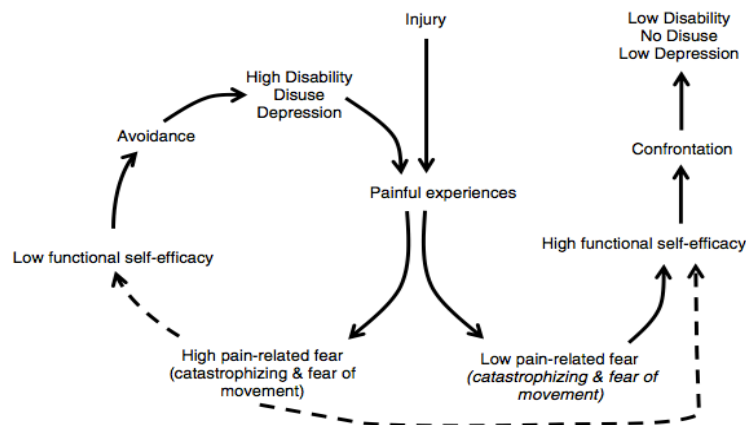 Injury
Low Disability
No Disuse
Low Depression
High Disability
Disuse
Depression
Avoidance
Confrontation
Painful experiences
High functional self-efficacy
Low functional self-efficacy
High pain-related fear
(catastrophizing & fear of
movement)
Low pain-related fear
(catastrophizing & fear of
movement)